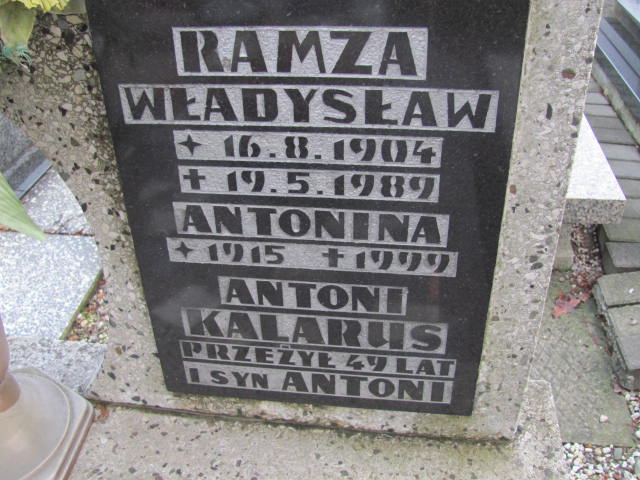 RAMZA
WŁADYSŁAW
✦ 16.8.1904
✝ 19.5.1989
ANTONINA
✦ 1915 ✝ 1999
ANTONI
KALARUS
PRZEŻYŁ 49 LAT
I SYN ANTONI